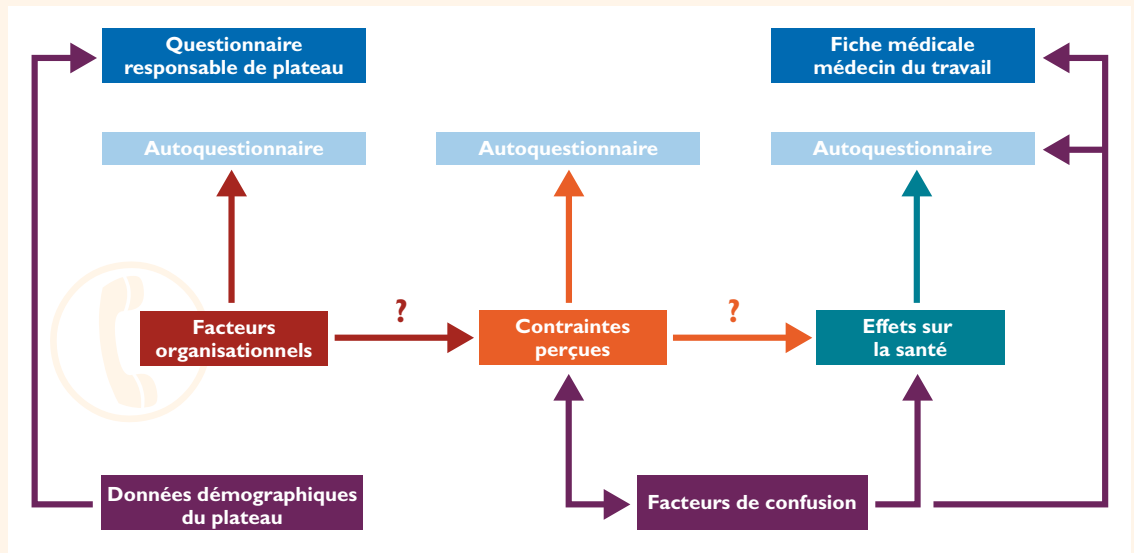 Questionnaire
responsable de plateau
Fiche médicale
médecin du travail
Autoquestionnaire
Autoquestionnaire
Autoquestionnaire
?
?
Facteurs
organisationnels
Contraintes
perçues
Effets sur
la santé
Données démographiques
du plateau
Facteurs de confusion